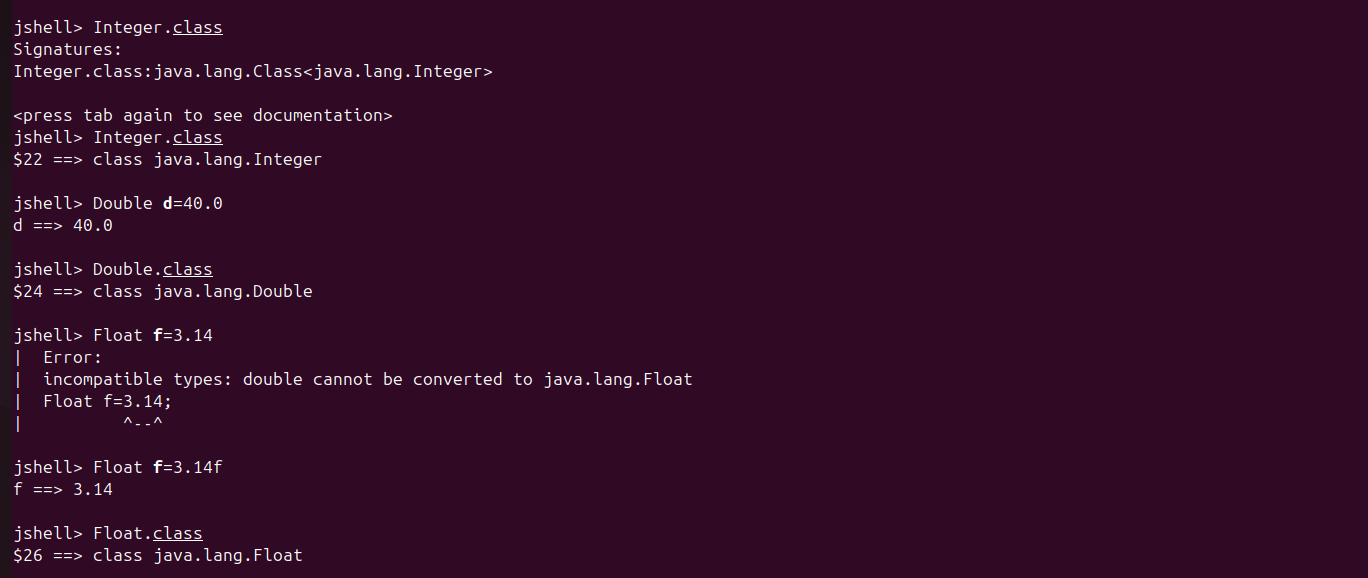 jshell> Integer.class
Signatures:
Integer.class:java.lang.Class<java.lang.Integer>
<press tab again to see documentation>
jshell> Integer.class
$22 ==> class java.lang.Integer
jshell> Double d=40.0
d ==> 40.0
jshell> Double.class
$24 ==> class java.lang.Double
jshell> Float f=3.14
|  Error:
|  incompatible types: double cannot be converted to java.lang.Float
|  Float f=3.14;
|          ^--^
jshell> Float f=3.14f
f ==> 3.14
jshell> Float.class
$26 ==> class java.lang.Float